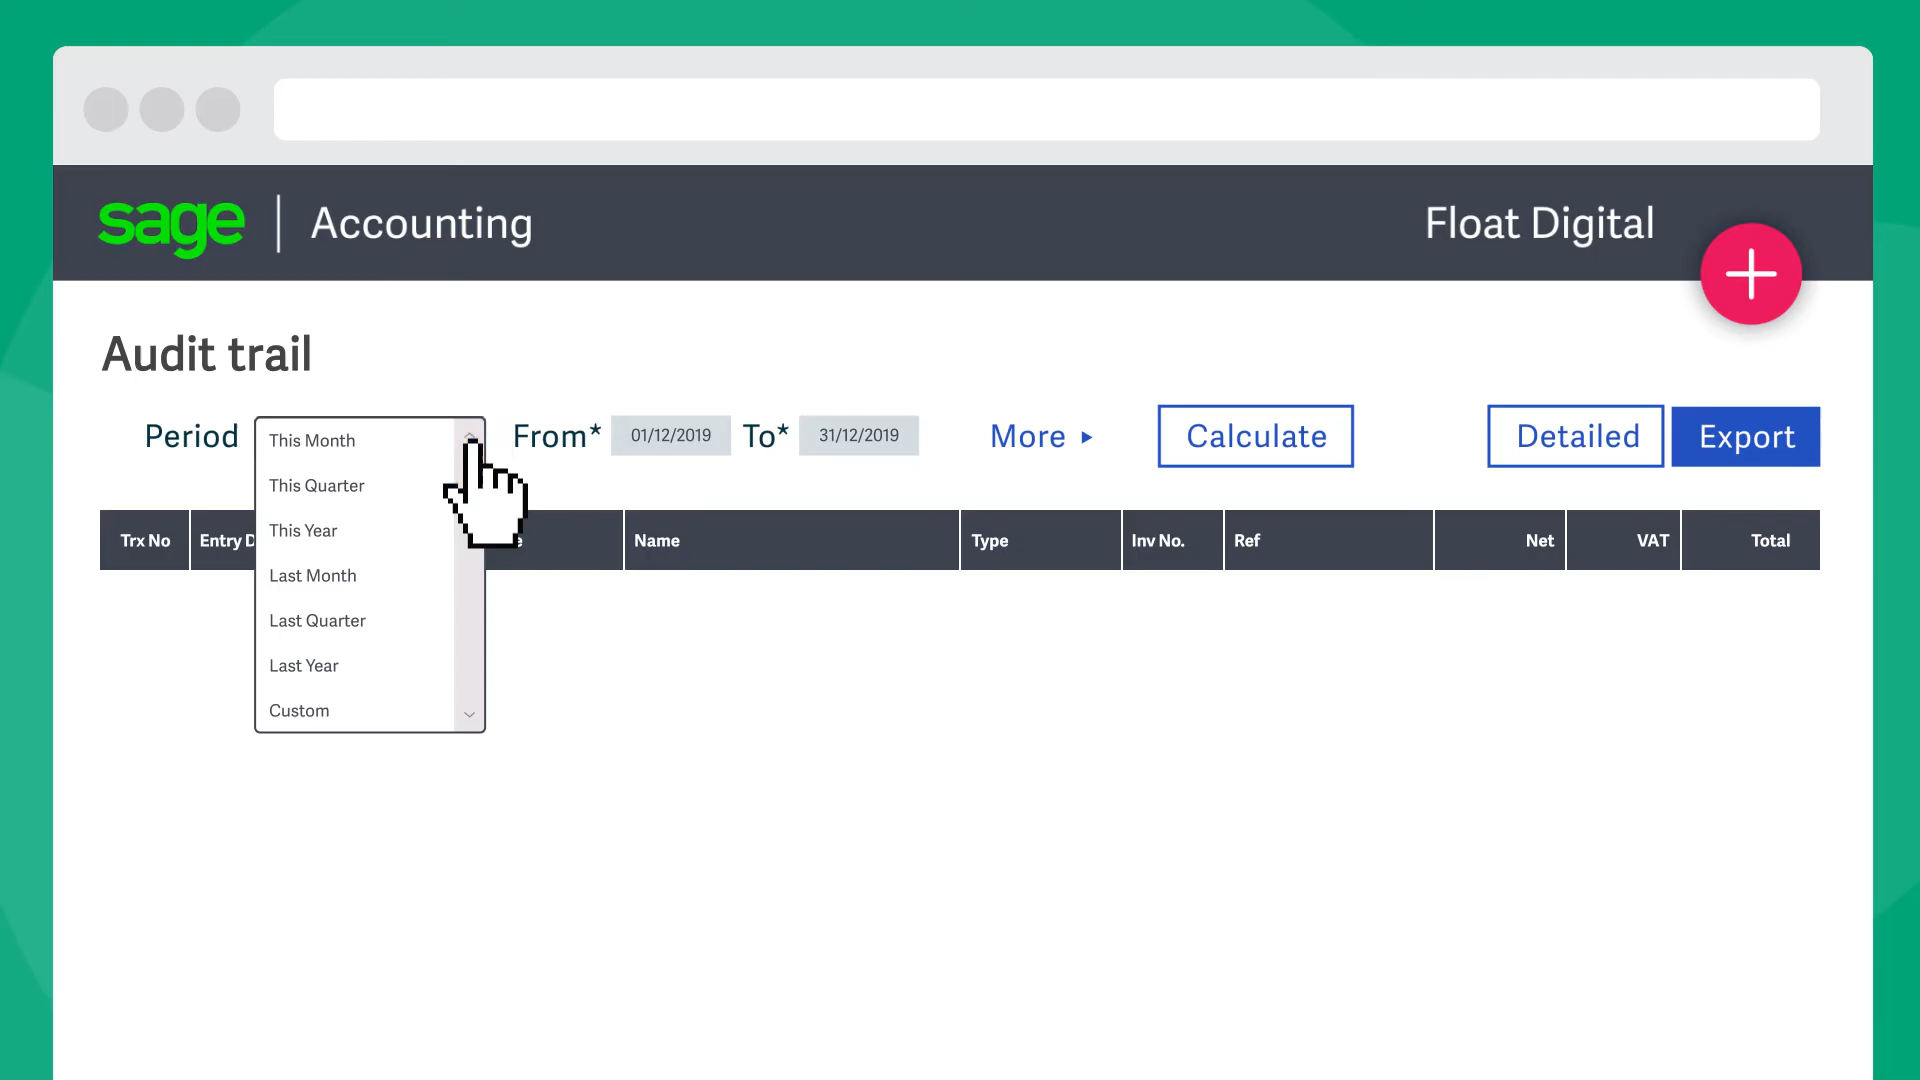 sage Accounting Float Digital
Audit trail
Period From* 01/12/2019 To* 31/12/2019 More Calculate Detailed Export
This Month
This Quarter
This Year
Last Month
Last Quarter
Last Year
Custom
Trx No Entry Name Type Inv No. Ref Net VAT Total